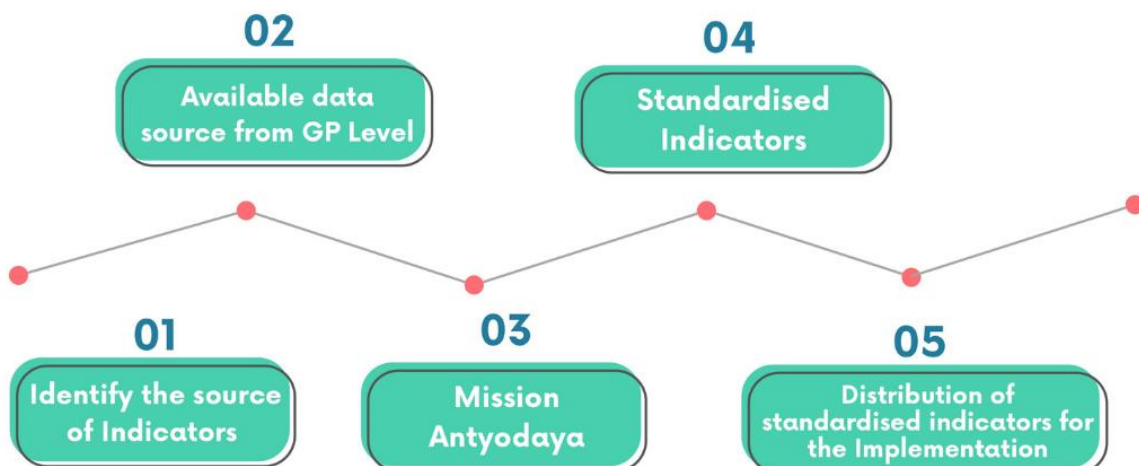 02
Available data
source from GP Level
04
Standardised
Indicators
01
Identify the source
of Indicators
03
Mission
Antyodaya
05
Distribution of
standardised indicators for
the Implementation